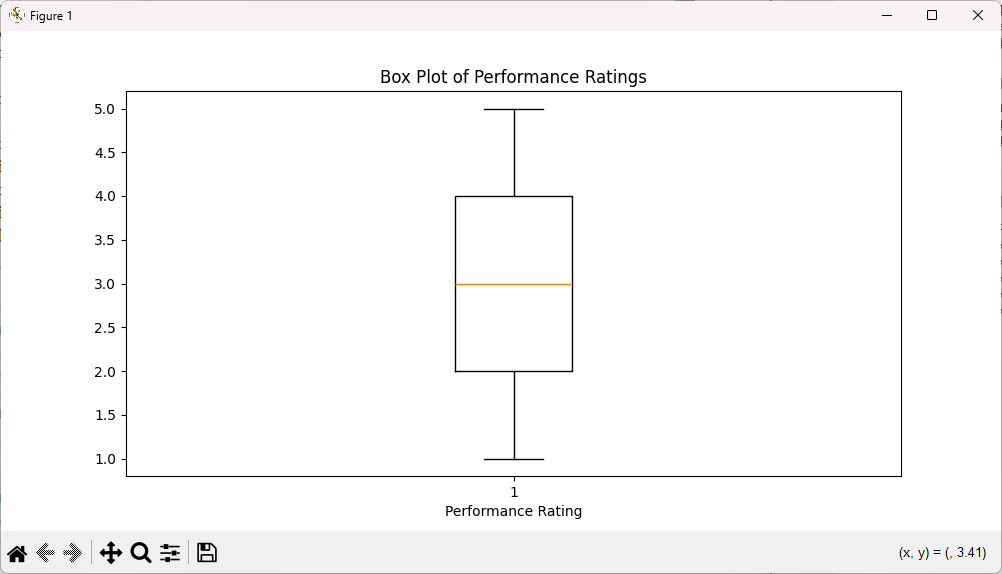 Figure 1
Box Plot of Performance Ratings
5.0
4.5
4.0
3.5
3.0
2.5
2.0
1.5
1.0
1
Performance Rating
(x, y) = (, 3.41)